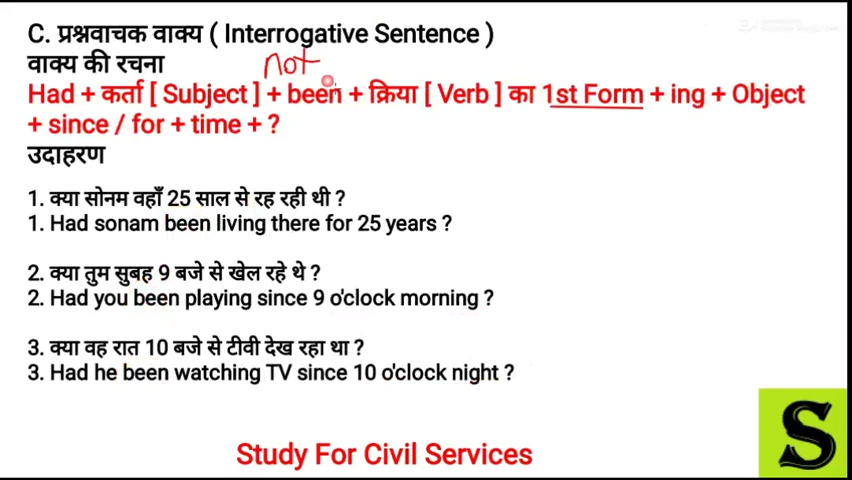 C. प्रश्नवाचक वाक्य ( Interrogative Sentence )
वाक्य की रचना
not
Had + कर्ता [ Subject ] + been + क्रिया [ Verb ] का 1st Form + ing + Object
+ since / for + time + ?
उदाहरण
1. क्या सोनम वहाँ 25 साल से रह रही थी ?
1. Had sonam been living there for 25 years ?
2. क्या तुम सुबह 9 बजे से खेल रहे थे ?
2. Had you been playing since 9 o'clock morning ?
3. क्या वह रात 10 बजे से टीवी देख रहा था ?
3. Had he been watching TV since 10 o'clock night ?
S
Study For Civil Services